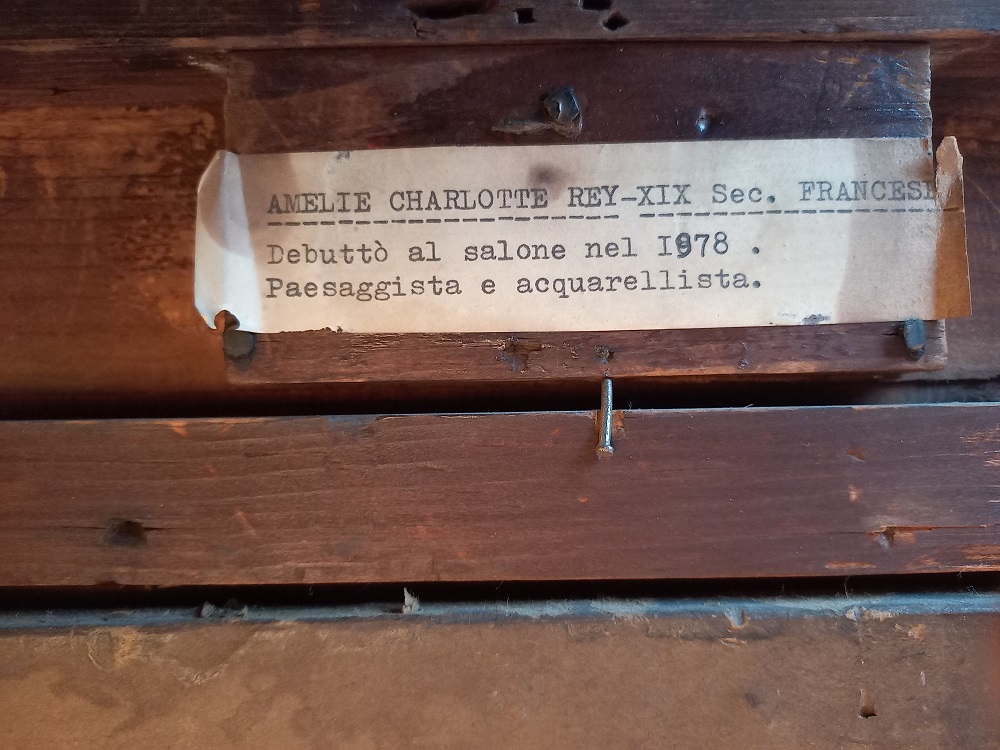 AMELIE CHARLOTTE REY-XIX Sec. FRANCESE
Debuttò al salone nel I978 .
Paesaggista e acquarellista.